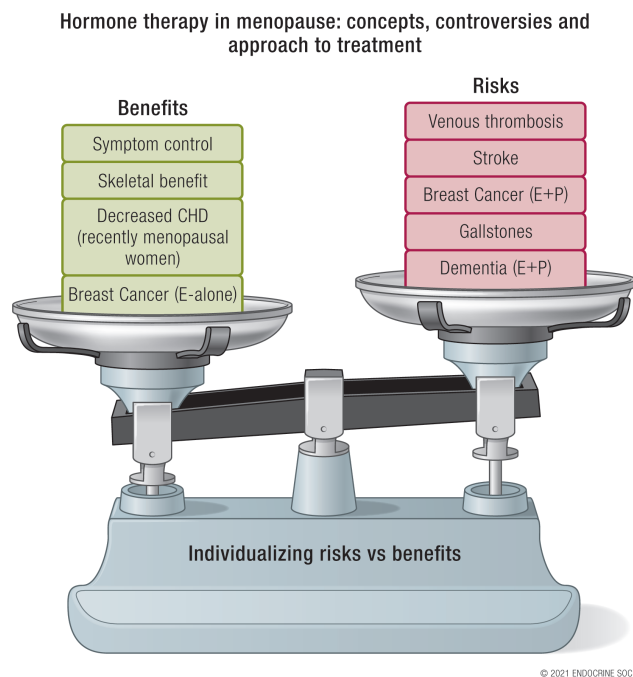 Hormone therapy in menopause: concepts, controversies and
approach to treatment
Benefits
Symptom control
Skeletal benefit
Decreased CHD
(recently menopausal
women)
Breast Cancer (E-alone)
Risks
Venous thrombosis
Stroke
Breast Cancer (E+P)
Gallstones
Dementia (E+P)
Individualizing risks vs benefits
© 2021 ENDOCRINE SOC